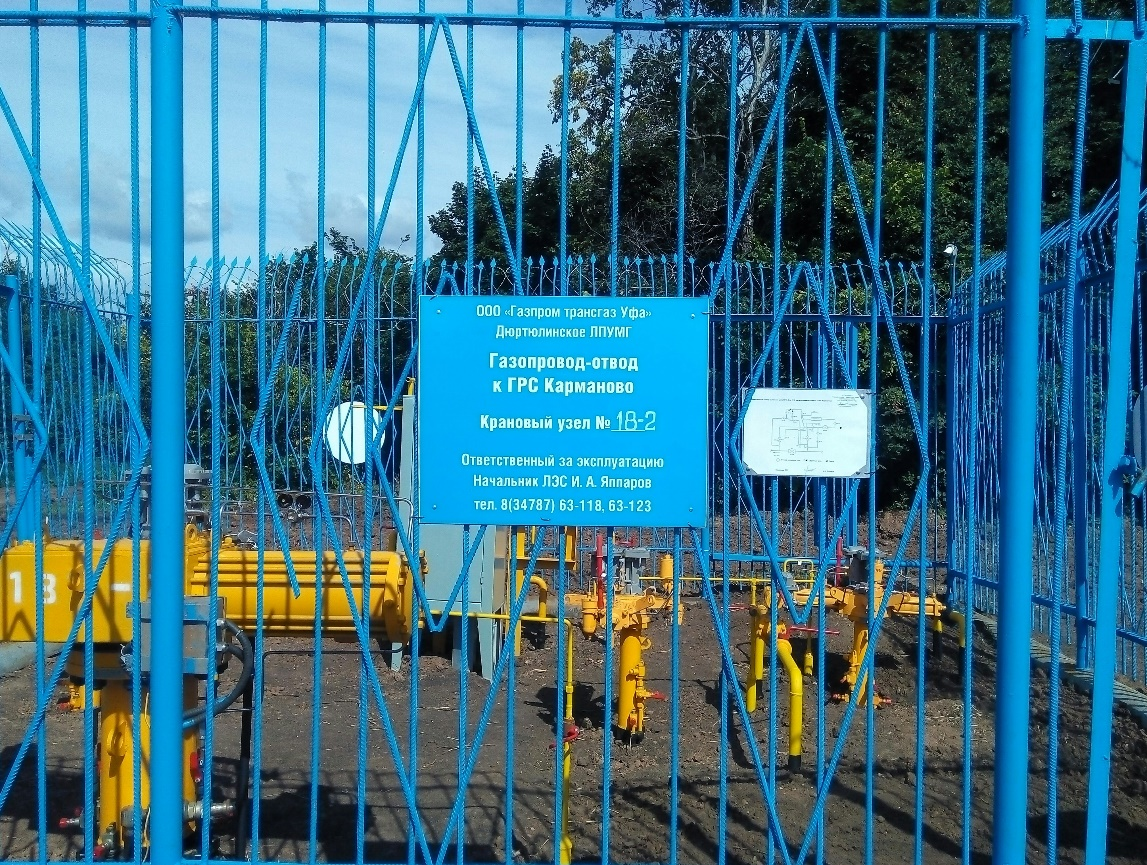 ООО «Газпром трансгаз Уфа»
Дюртюлинское ЛПУМГ
Газопровод-отвод
к ГРС Карманово
Крановый узел № 18-2
Ответственный за эксплуатацию
Начальник ЛЭС И. А. Яппаров
тел. 8(34787) 63-118, 63-123
18-